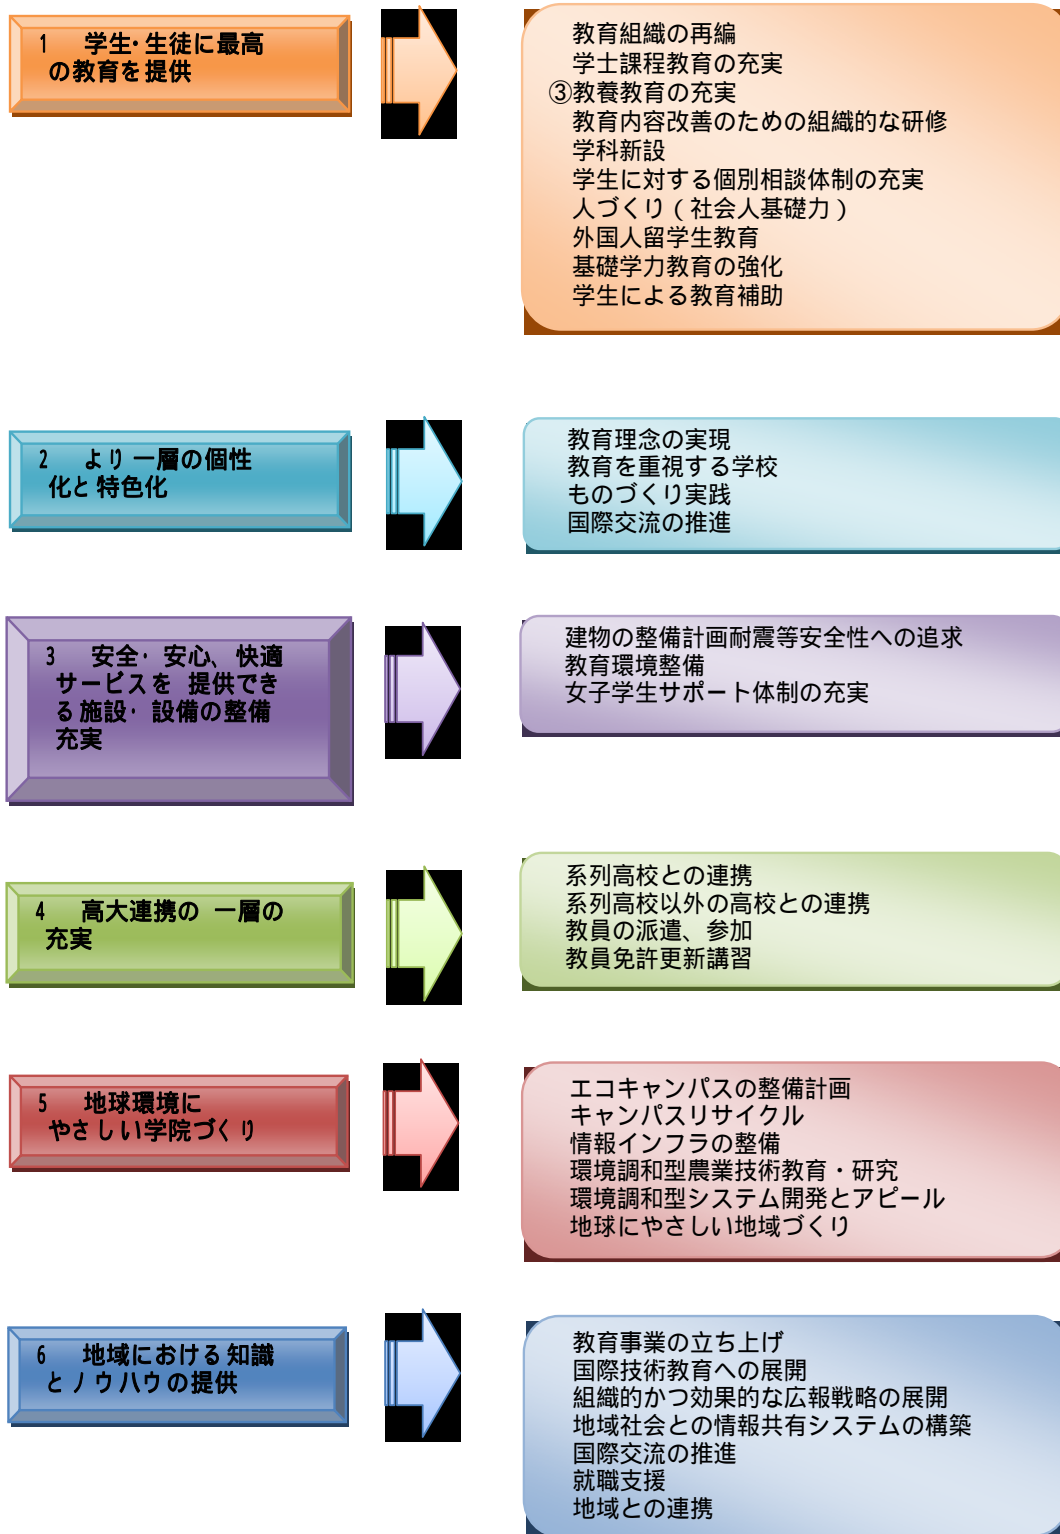 1 学生・生徒に最高
の教育を提供
教育組織の再編
学士課程教育の充実
③教養教育の充実
教育内容改善のための組織的な研修
学科新設
学生に対する個別相談体制の充実
人づくり(社会人基礎力)
外国人留学生教育
基礎学力教育の強化
学生による教育補助
2 より一層の個性
化と特色化
教育理念の実現
教育を重視する学校
ものづくり実践
国際交流の推進
3 安全・安心、快適
サービスを提供でき
る施設・設備の整備
充実
建物の整備計画耐震等安全性への追求
教育環境整備
女子学生サポート体制の充実
4 高大連携の一層の
充実
系列高校との連携
系列高校以外の高校との連携
教員の派遣、参加
教員免許更新講習
5 地球環境に
やさしい学院づくり
エコキャンパスの整備計画
キャンパスリサイクル
情報インフラの整備
環境調和型農業技術教育・研究
環境調和型システム開発とアピール
地球にやさしい地域づくり
6 地域における知識
とノウハウの提供
教育事業の立ち上げ
国際技術教育への展開
組織的かつ効果的な広報戦略の展開
地域社会との情報共有システムの構築
国際交流の推進
就職支援
地域との連携